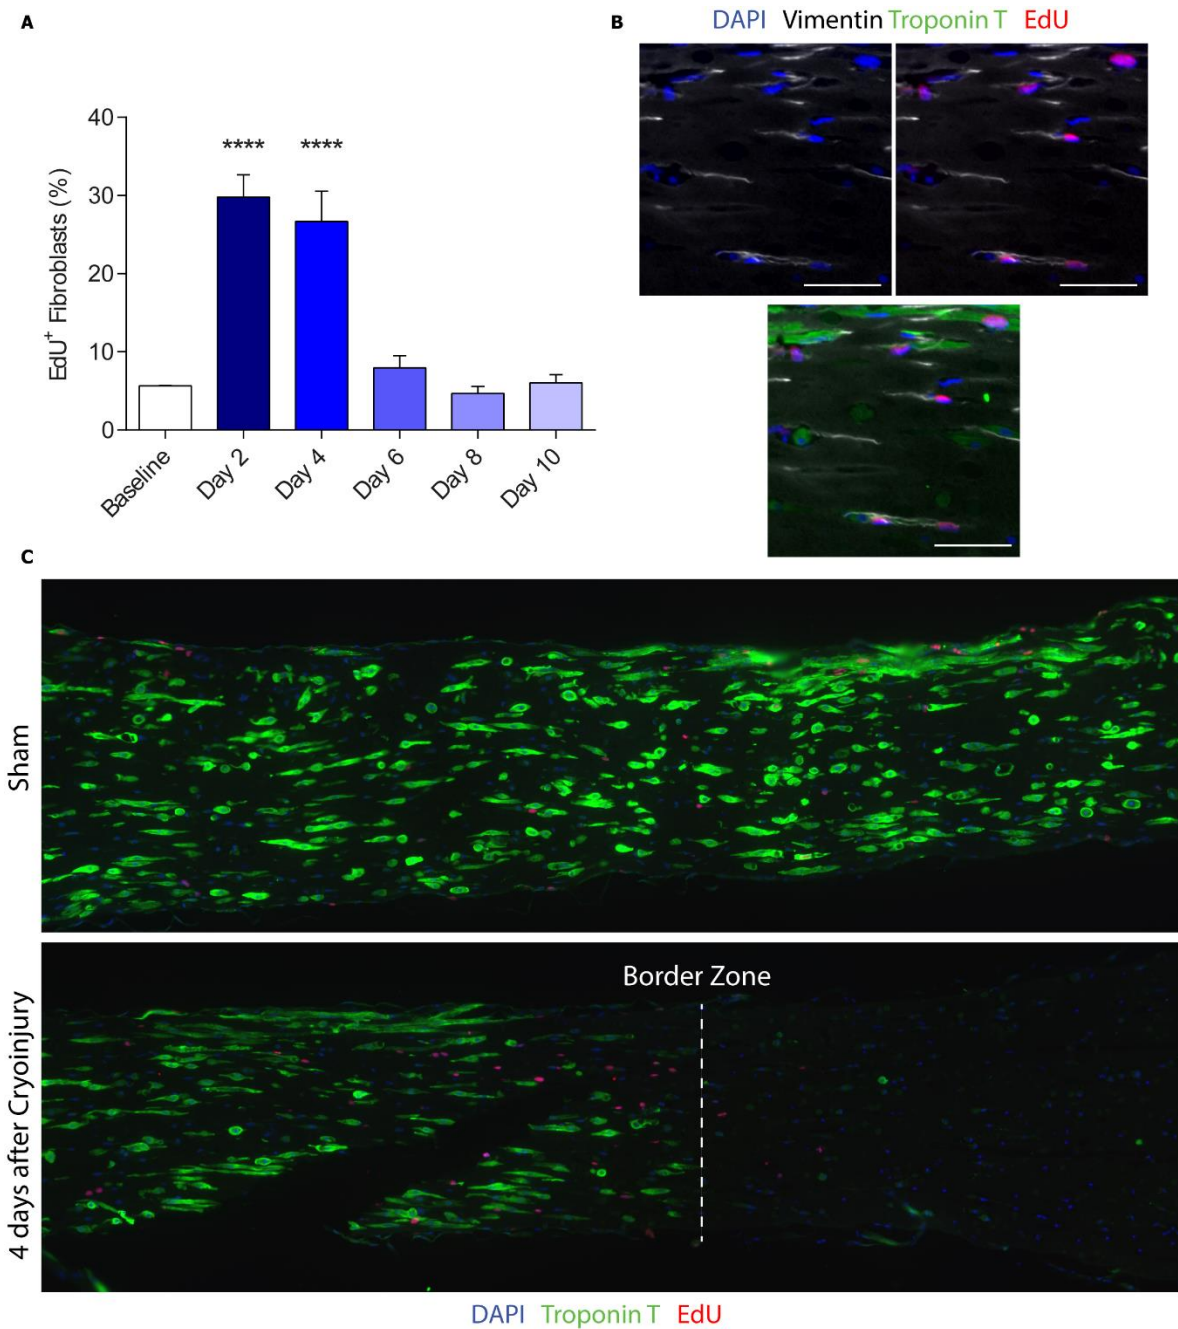 A
EdU+ Fibroblasts (%)
40
30
20
10
0
****
****
Baseline
Day 2
Day 4
Day 6
Day 8
Day 10
B
DAPI Vimentin Troponin T EdU
C
Sham
4 days after Cryoinjury
Border Zone
DAPI Troponin T EdU